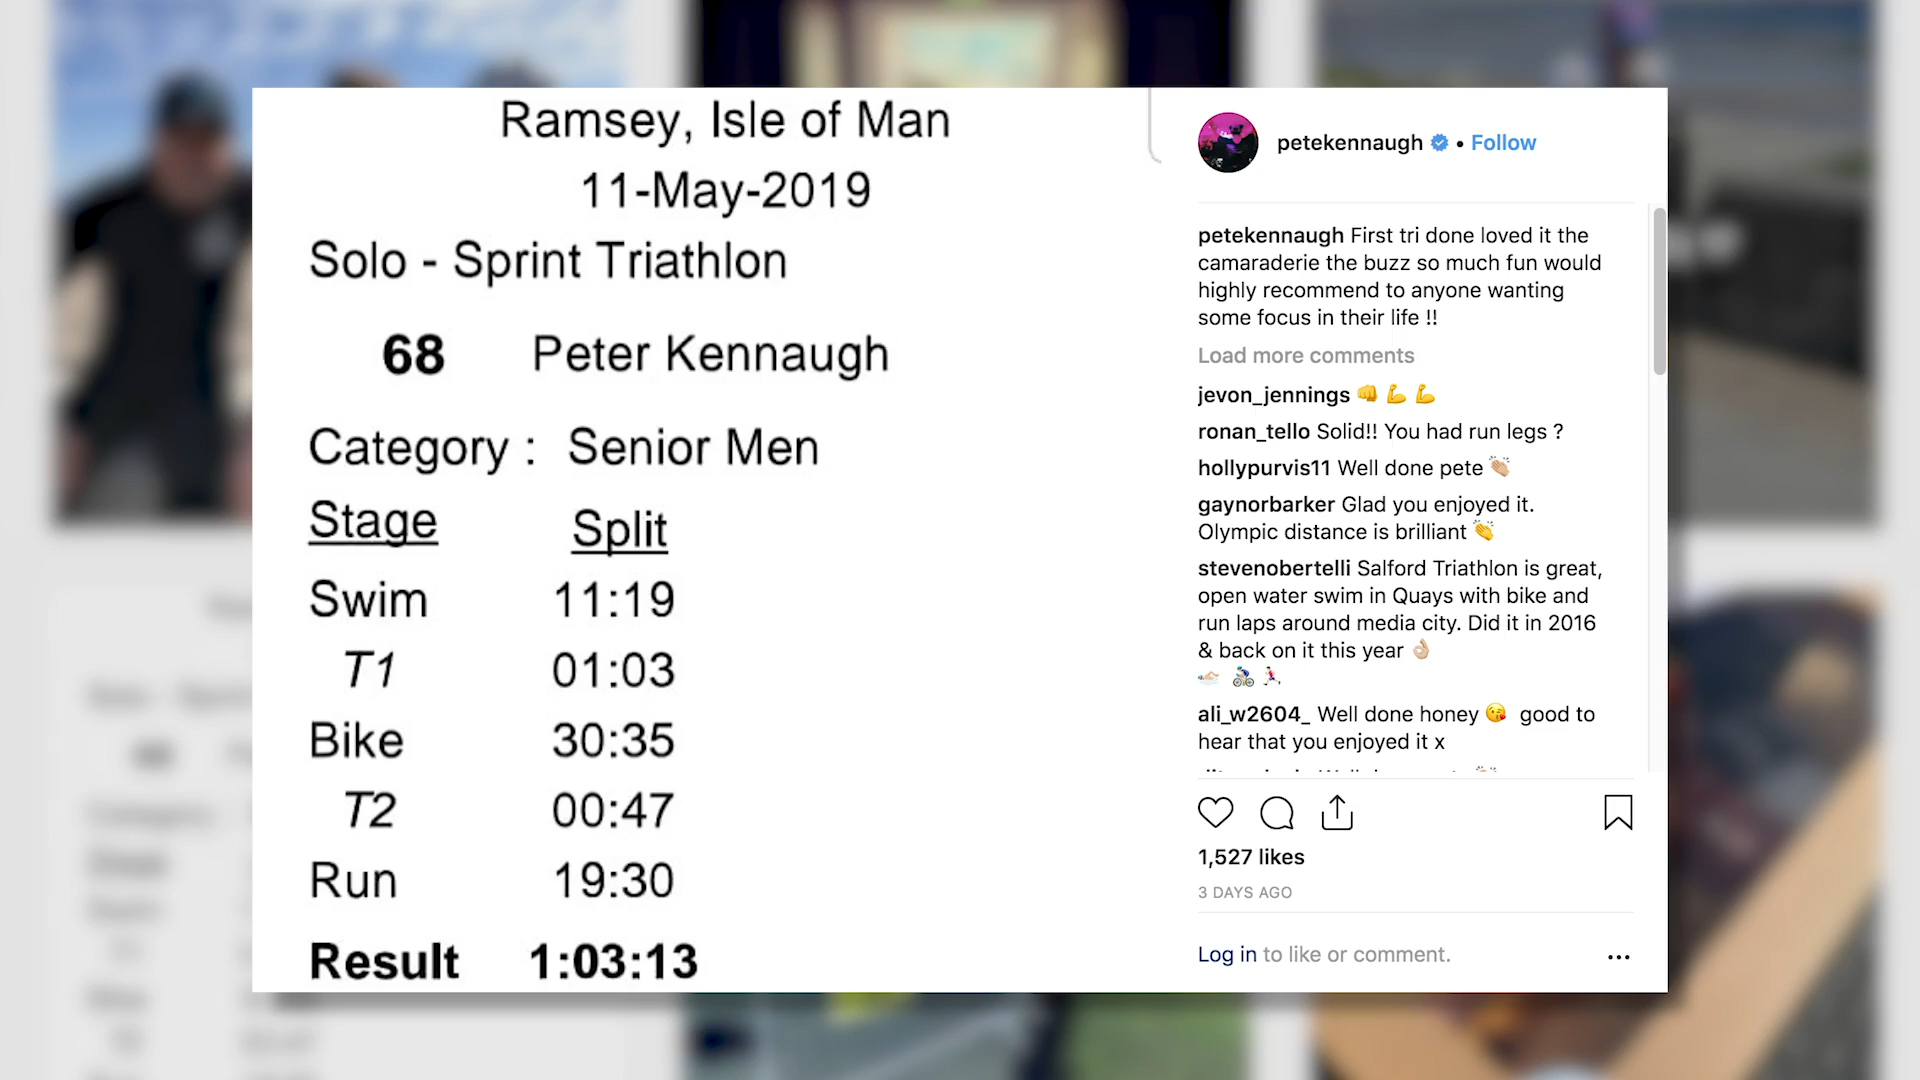 Ramsey, Isle of Man
11-May-2019
Solo - Sprint Triathlon
68 Peter Kennaugh
Category : Senior Men
Stage Split
Swim 11:19
T1 01:03
Bike 30:35
T2 00:47
Run 19:30
Result 1:03:13
petekennaugh • Follow
petekennaugh First tri done loved it the
camaraderie the buzz so much fun would
highly recommend to anyone wanting
some focus in their life !!
Load more comments
jevon_jennings 👊 💪 💪
ronan_tello Solid!! You had run legs ?
hollypurvis11 Well done pete 👏🏼
gaynorbarker Glad you enjoyed it.
Olympic distance is brilliant 👏
stevenobertelli Salford Triathlon is great,
open water swim in Quays with bike and
run laps around media city. Did it in 2016
& back on it this year 👌🏼
🏊🏻 🚴🏻 🏃🏻
ali_w2604_ Well done honey 😘 good to
hear that you enjoyed it x
1,527 likes
3 DAYS AGO
Log in to like or comment.